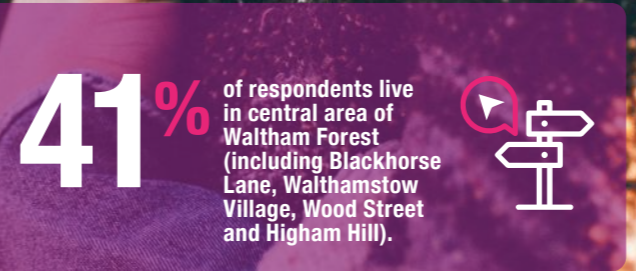 41%
of respondents live
in central area of
Waltham Forest
(including Blackhorse
Lane, Walthamstow
Village, Wood Street
and Higham Hill).